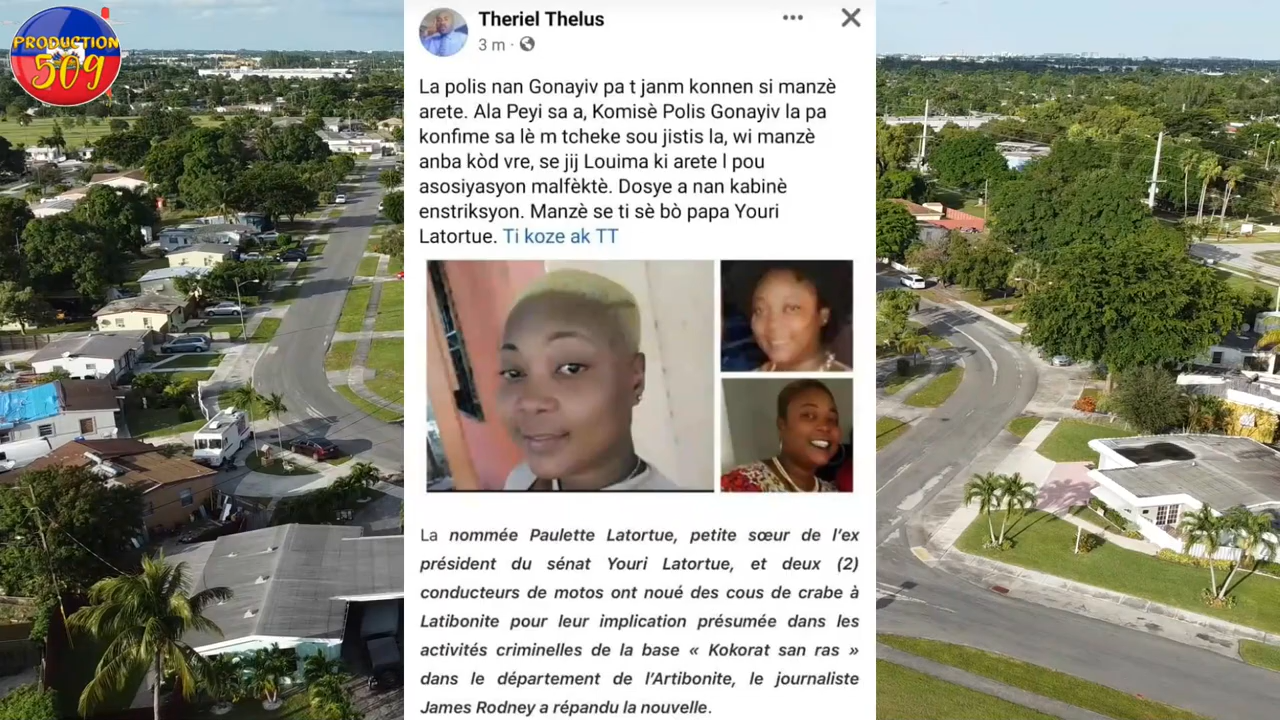 PRODUCTION
509
Theriel Thelus
3 m
La polis nan Gonayiv pa t janm konnen si manzè
arete. Ala Peyi sa a, Komisè Polis Gonayiv la pa
konfime sa lè m tcheke sou jistis la, wi manzè
anba kòd vre, se jij Louima ki arete l pou
asosiyasyon malfèktè. Dosye a nan kabinè
enstriksyon. Manzè se ti sè bò papa Youri
Latortue. Ti koze ak TT
La nommée Paulette Latortue, petite sœur de l'ex
président du sénat Youri Latortue, et deux (2)
conducteurs de motos ont noué des cous de crabe à
Latibonite pour leur implication présumée dans les
activités criminelles de la base « Kokorat san ras »
dans le département de l'Artibonite, le journaliste
James Rodney a répandu la nouvelle.